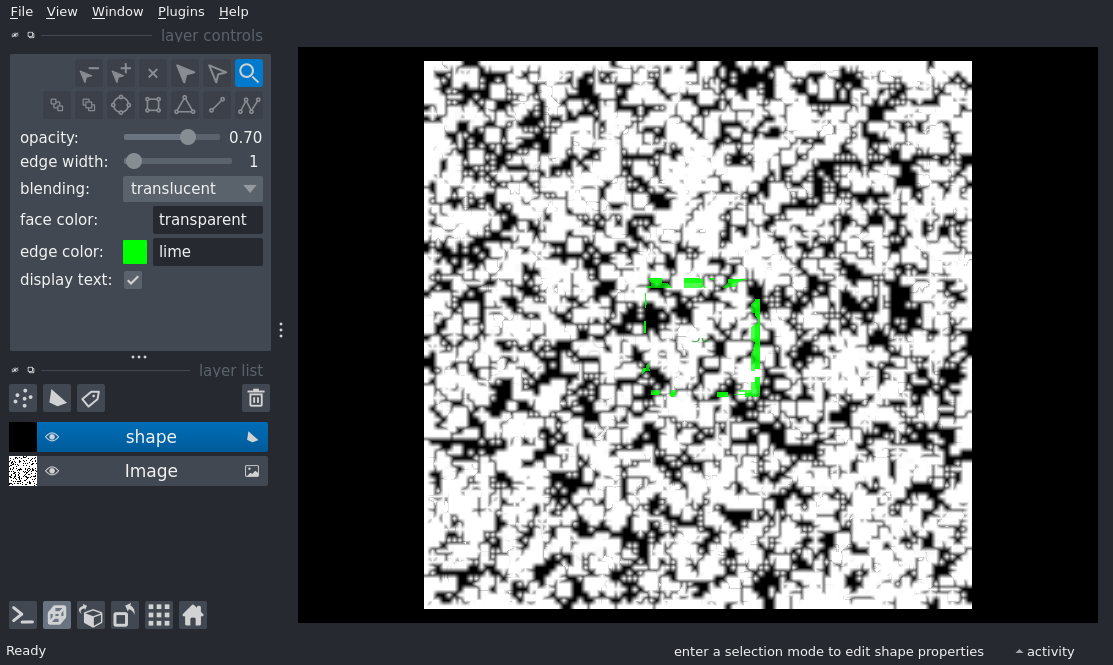 File View Window Plugins Help
layer controls
opacity: 0.70
edge width: 1
blending: translucent
face color: transparent
edge color: lime
display text:
layer list
shape
Image
Ready
enter a selection mode to edit shape properties
activity